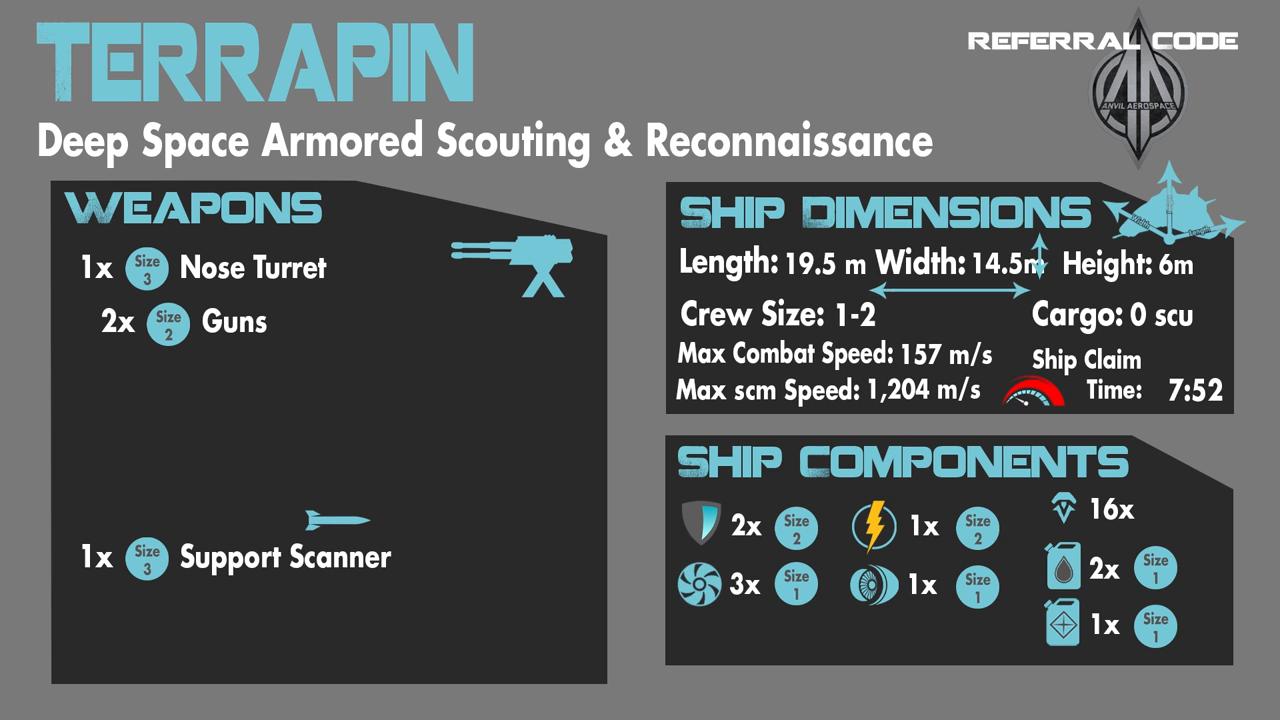 TERRAPIN
REFERRAL CODE
ANVIL AEROSPACE
Deep Space Armored Scouting & Reconnaissance
WEAPONS
1x Size 3 Nose Turret
2x Size 2 Guns
1x Size 3 Support Scanner
SHIP DIMENSIONS
Width Length
Length: 19.5 m Width: 14.5m Height: 6m
Crew Size: 1-2 Cargo: 0 scu
Max Combat Speed: 157 m/s Ship Claim
Max scm Speed: 1,204 m/s Time: 7:52
SHIP COMPONENTS
2x Size 2 1x Size 2 16x
3x Size 1 1x Size 1 2x Size 1
1x Size 1